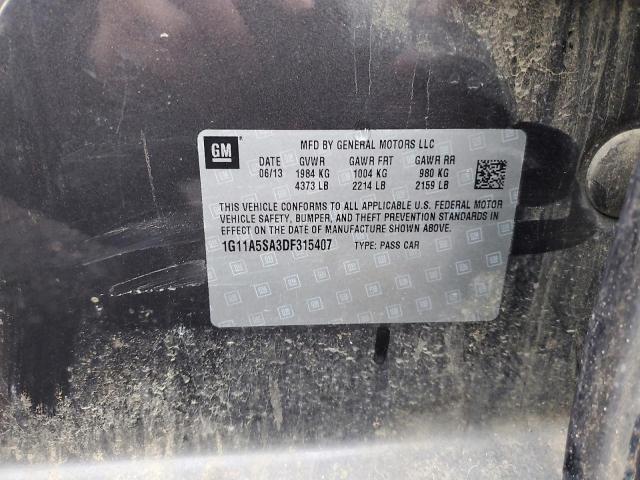 GM MFD BY GENERAL MOTORS LLC
DATE GVWR GAWR FRT GAWR RR
06/13 1984 KG 1004 KG 980 KG
4373 LB 2214 LB 2159 LB
THIS VEHICLE CONFORMS TO ALL APPLICABLE U.S. FEDERAL MOTOR
VEHICLE SAFETY, BUMPER, AND THEFT PREVENTION STANDARDS IN
EFFECT ON THE DATE OF MANUFACTURE SHOWN ABOVE.
1G11A5SA3DF315407 TYPE: PASS CAR